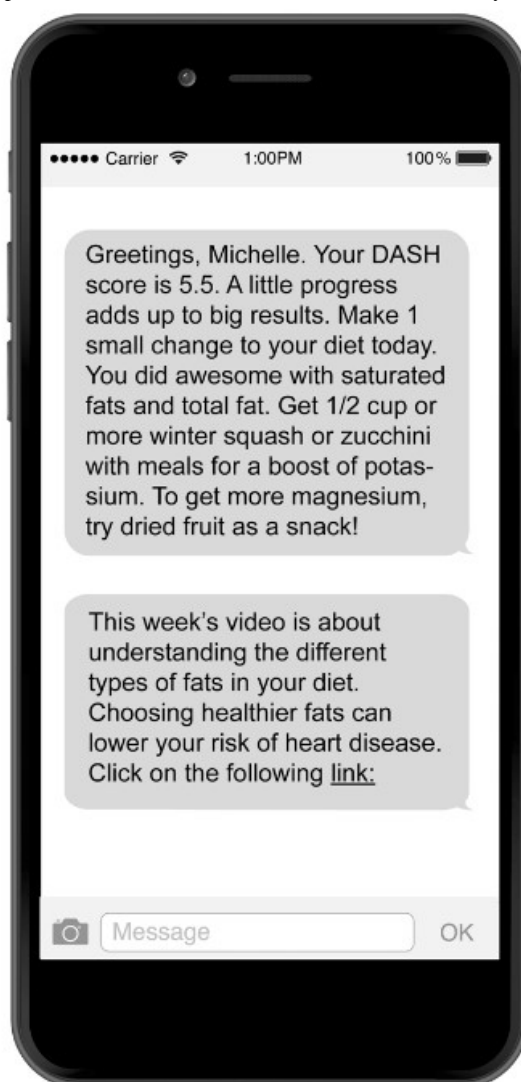 Carrier 1:00PM 100%
Greetings, Michelle. Your DASH
score is 5.5. A little progress
adds up to big results. Make 1
small change to your diet today.
You did awesome with saturated
fats and total fat. Get 1/2 cup or
more winter squash or zucchini
with meals for a boost of potas-
sium. To get more magnesium,
try dried fruit as a snack!
This week's video is about
understanding the different
types of fats in your diet.
Choosing healthier fats can
lower your risk of heart disease.
Click on the following link:
Message OK